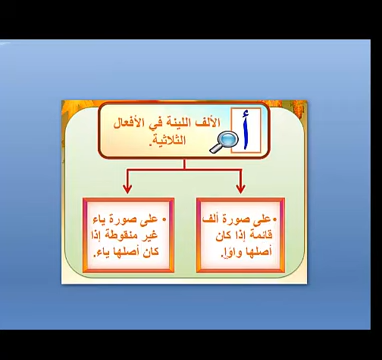 أ
الألف اللينة في الأفعال
الثلاثية.
• على صورة ألف
قائمة إذا كان
أصلها واوًا.
• على صورة ياء
غير منقوطة إذا
كان أصلها ياء.